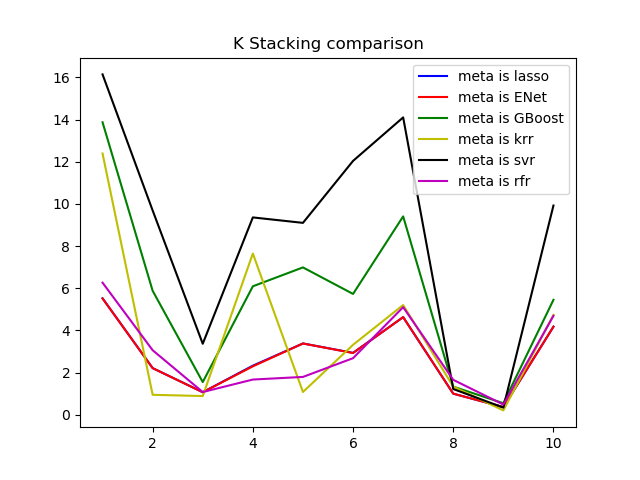 K Stacking comparison
16
14
12
10
8
6
4
2
0
meta is lasso
meta is ENet
meta is GBoost
meta is krr
meta is svr
meta is rfr
2 4 6 8 10